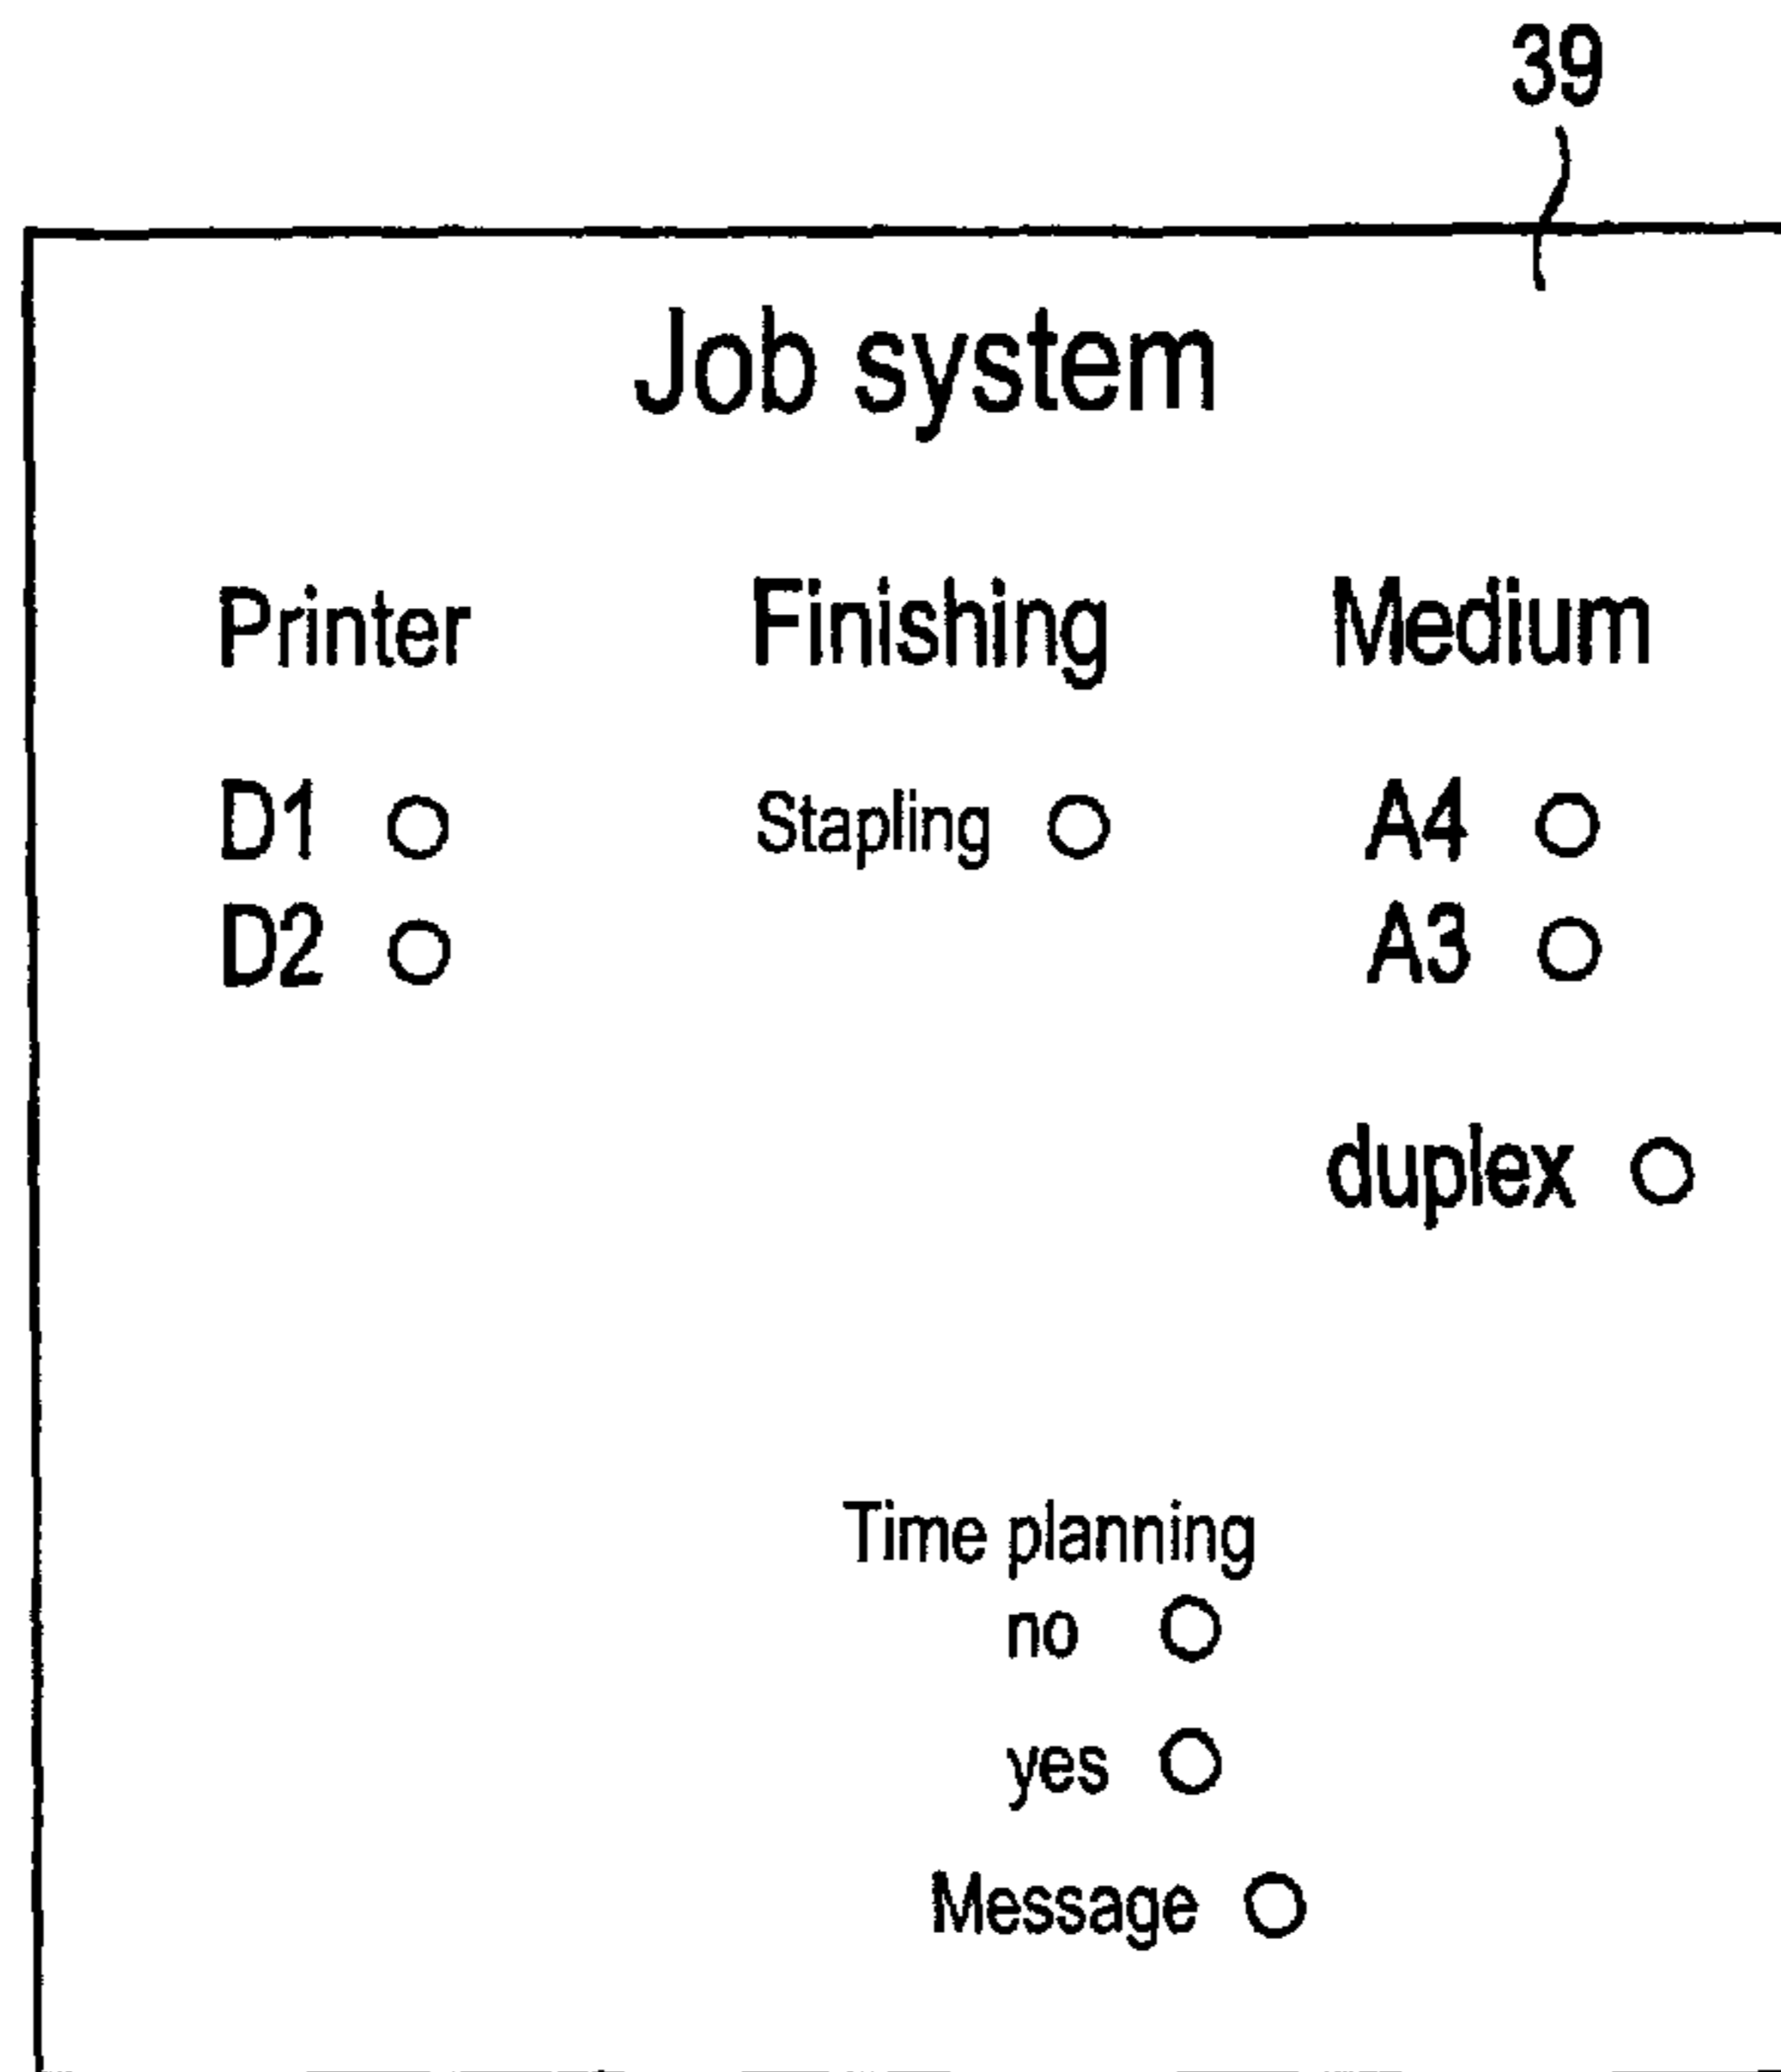 39
Job system
Printer Finishing Medium
D1 Stapling A4
D2 A3
duplex
Time planning
no
yes
Message